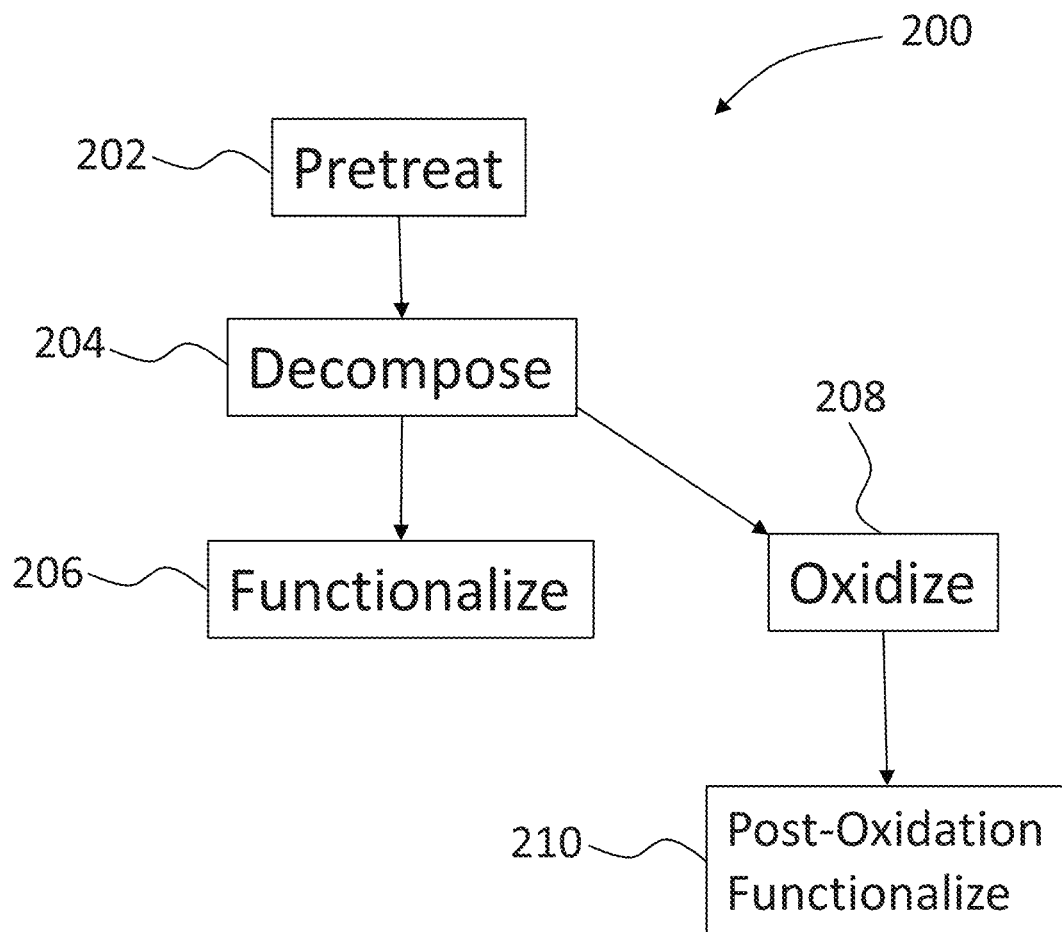 200
202
Pretreat
204
Decompose
208
206
Functionalize
Oxidize
210
Post-Oxidation
Functionalize